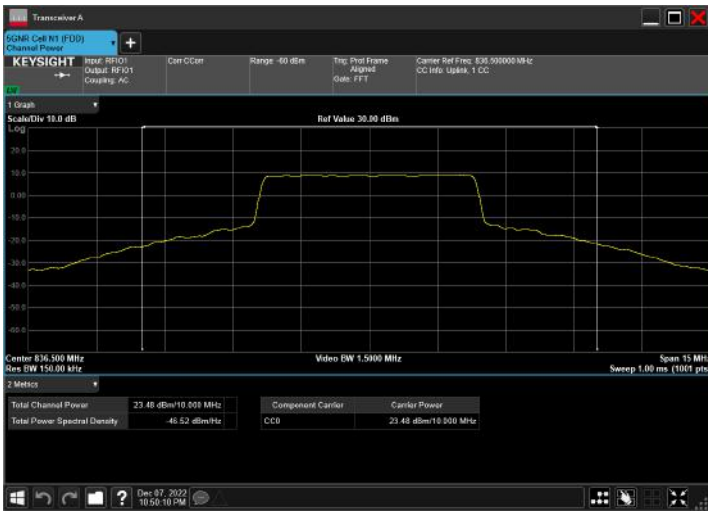 Transceiver A
5GNR Cell N1 (FDD)
Channel Power
KEYSIGHT
Input: RFIO1
Output: RFIO1
Coupling: AC
Corr CCorr
Range -60 dBm
Trig: Prot Frame
Aligned
Gate: FFT
Carrier Ref Freq: 836.500000 MHz
CC Info: Uplink, 1 CC
1 Graph
Scale/Div 10.0 dB
Ref Value 30.00 dBm
Log
20.0
10.0
0.00
-10.0
-20.0
-30.0
-40.0
-50.0
-60.0
Center 836.500 MHz
Video BW 1.5000 MHz
Span 15 MH
Res BW 150.00 kHz
Sweep 1.00 ms (1001 pts
2 Metrics
Total Channel Power 23.48 dBm/10.000 MHz
Total Power Spectral Density -46.52 dBm/Hz
Component Carrier Carrier Power
CC0 23.48 dBm/10.000 MHz
?
Dec 07, 2022
10:50:10 PM